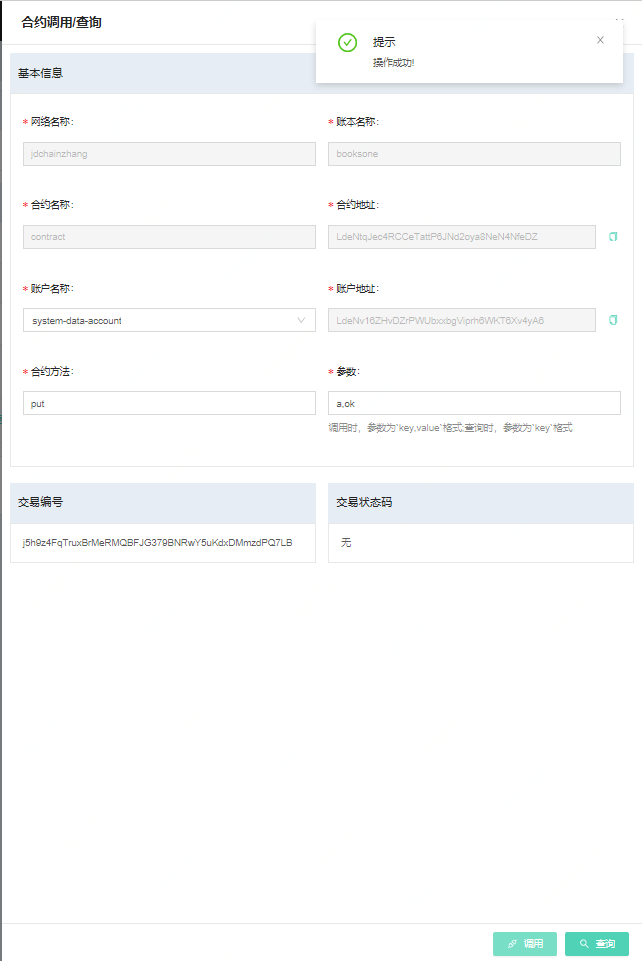 合约调用/查询
提示
操作成功!
基本信息
* 网络名称:
* 账本名称:
jdchainzhang
booksone
* 合约名称:
* 合约地址:
contract
LdeNtqJec4RCCeTattP6JNd2oya8NeN4NfeDZ
* 账户名称:
* 账户地址:
system-data-account
LdeNv16ZHvDZrPWUbxxbgViprh6WKT6Xv4yA6
* 合约方法:
* 参数:
put
a,ok
调用时，参数为`key,value`格式;查询时，参数为`key`格式
交易编号
交易状态码
j5h9z4FqTruxBrMeRMQBFJG379BNRwY5uKdxDMmzdPQ7LB
无
调用
查询